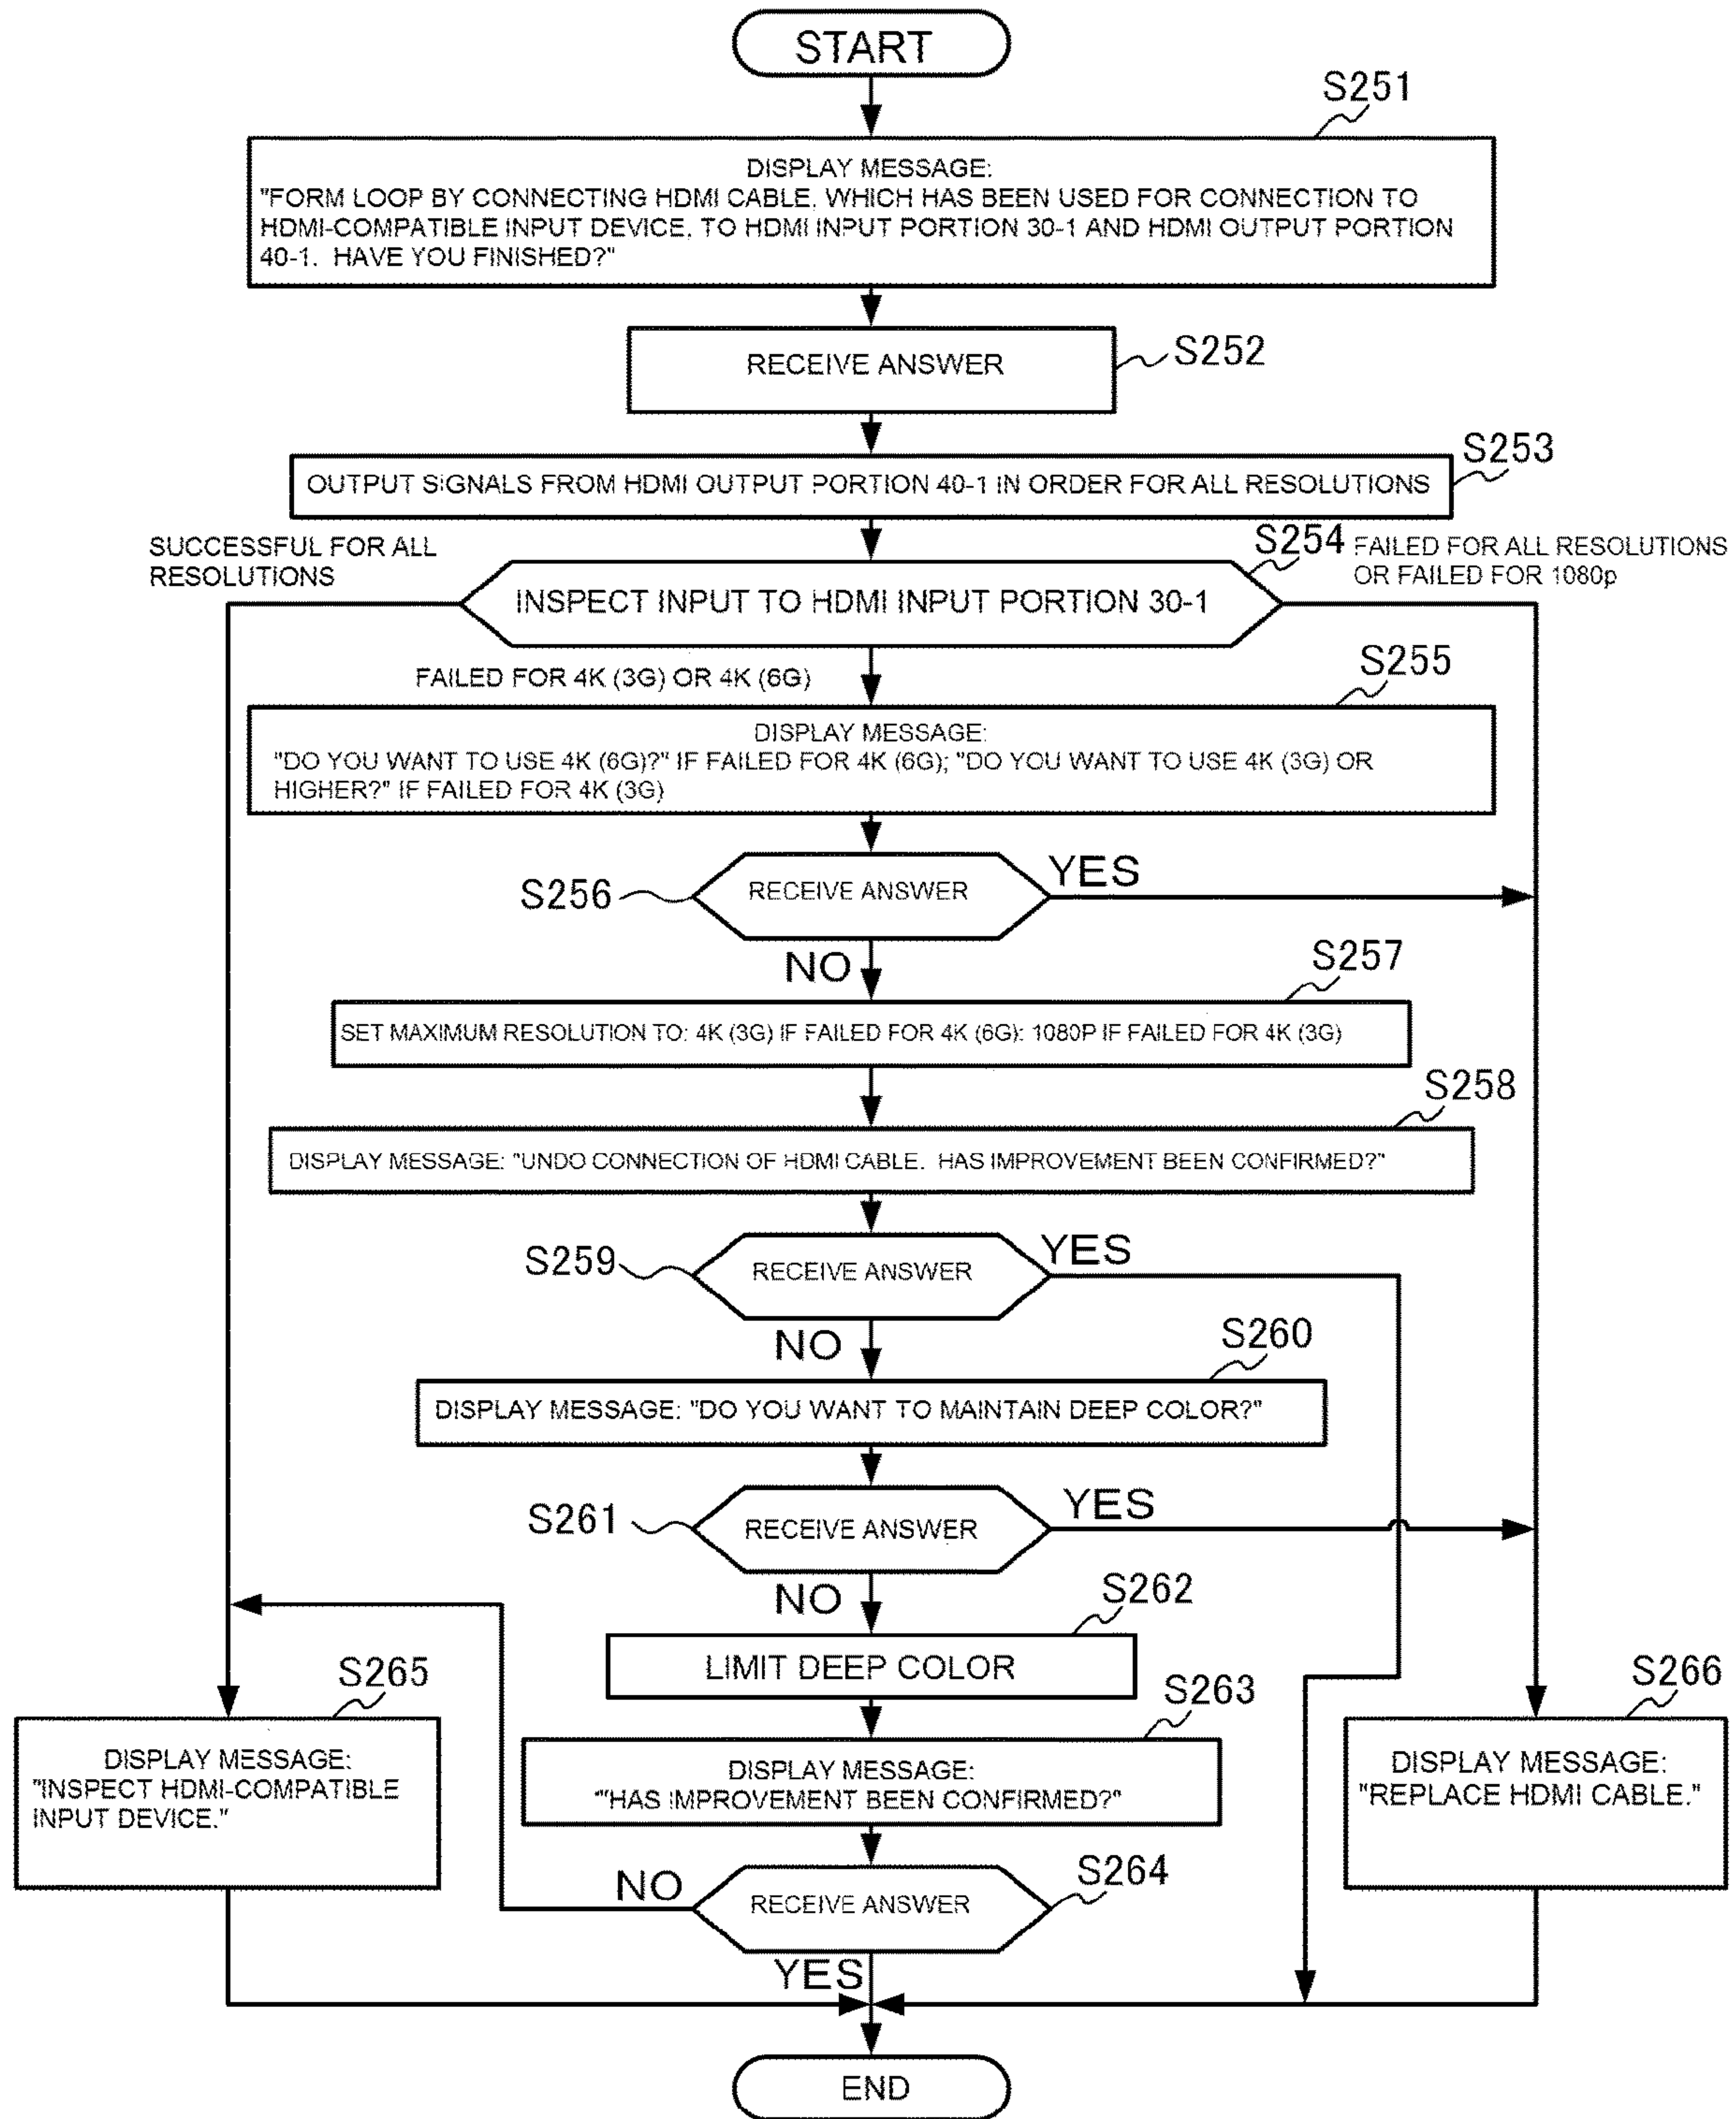 START
S251
DISPLAY MESSAGE:
"FORM LOOP BY CONNECTING HDMI CABLE, WHICH HAS BEEN USED FOR CONNECTION TO
HDMI-COMPATIBLE INPUT DEVICE, TO HDMI INPUT PORTION 30-1 AND HDMI OUTPUT PORTION
40-1. HAVE YOU FINISHED?"
RECEIVE ANSWER
S252
S253
OUTPUT SIGNALS FROM HDMI OUTPUT PORTION 40-1 IN ORDER FOR ALL RESOLUTIONS
SUCCESSFUL FOR ALL
RESOLUTIONS
S254
FAILED FOR ALL RESOLUTIONS
OR FAILED FOR 1080p
INSPECT INPUT TO HDMI INPUT PORTION 30-1
FAILED FOR 4K (3G) OR 4K (6G)
S255
DISPLAY MESSAGE:
"DO YOU WANT TO USE 4K (6G)?" IF FAILED FOR 4K (6G); "DO YOU WANT TO USE 4K (3G) OR
HIGHER?" IF FAILED FOR 4K (3G)
S256
RECEIVE ANSWER
YES
NO
S257
SET MAXIMUM RESOLUTION TO: 4K (3G) IF FAILED FOR 4K (6G); 1080P IF FAILED FOR 4K (3G)
S258
DISPLAY MESSAGE: "UNDO CONNECTION OF HDMI CABLE. HAS IMPROVEMENT BEEN CONFIRMED?"
S259
RECEIVE ANSWER
YES
NO
S260
DISPLAY MESSAGE: "DO YOU WANT TO MAINTAIN DEEP COLOR?"
S261
RECEIVE ANSWER
YES
NO
S262
LIMIT DEEP COLOR
S265
DISPLAY MESSAGE:
"INSPECT HDMI-COMPATIBLE
INPUT DEVICE."
S263
DISPLAY MESSAGE:
""HAS IMPROVEMENT BEEN CONFIRMED?"
S266
DISPLAY MESSAGE:
"REPLACE HDMI CABLE."
NO
RECEIVE ANSWER
S264
YES
END